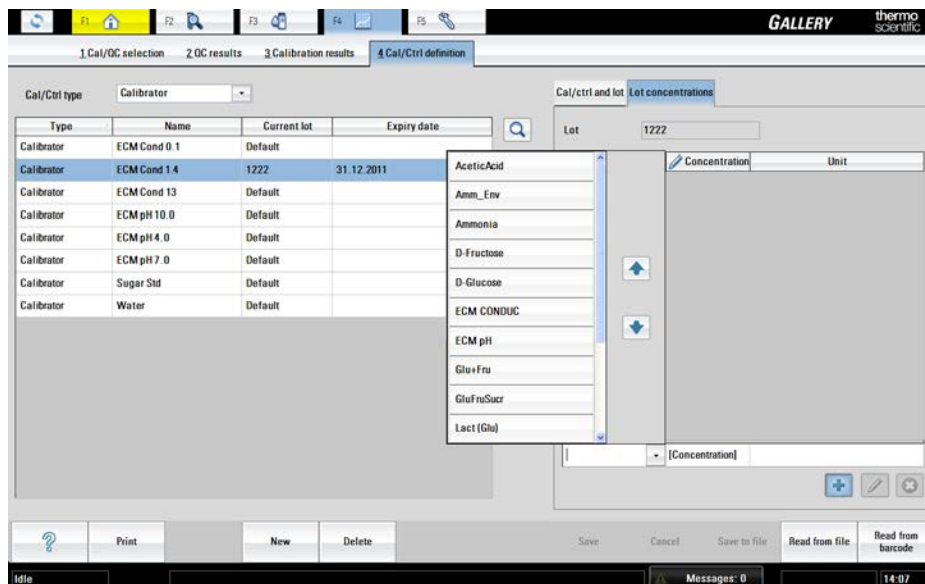 F1 F2 F3 F4 F5 GALLERY thermo scientific
1 Cal/QC selection 2 QC results 3 Calibration results 4 Cal/Ctrl definition
Cal/Ctrl type Calibrator
Cal/ctrl and lot Lot concentrations
Type Name Current lot Expiry date
Lot 1222
Concentration Unit
Calibrator ECM Cond 0.1 Default
Calibrator ECM Cond 1.4 1222 31.12.2011
Calibrator ECM Cond 13 Default
Calibrator ECM pH 10.0 Default
Calibrator ECM pH 4.0 Default
Calibrator ECM pH 7.0 Default
Calibrator Sugar Std Default
Calibrator Water Default
AceticAcid
Amm_Env
Ammonia
D-Fructose
D-Glucose
ECM CONDUC
ECM pH
Glu+Fru
GluFruSucr
Lact (Glu)
[Concentration]
? Print New Delete Save Cancel Save to file Read from file Read from barcode
Idle Messages: 0 14:07